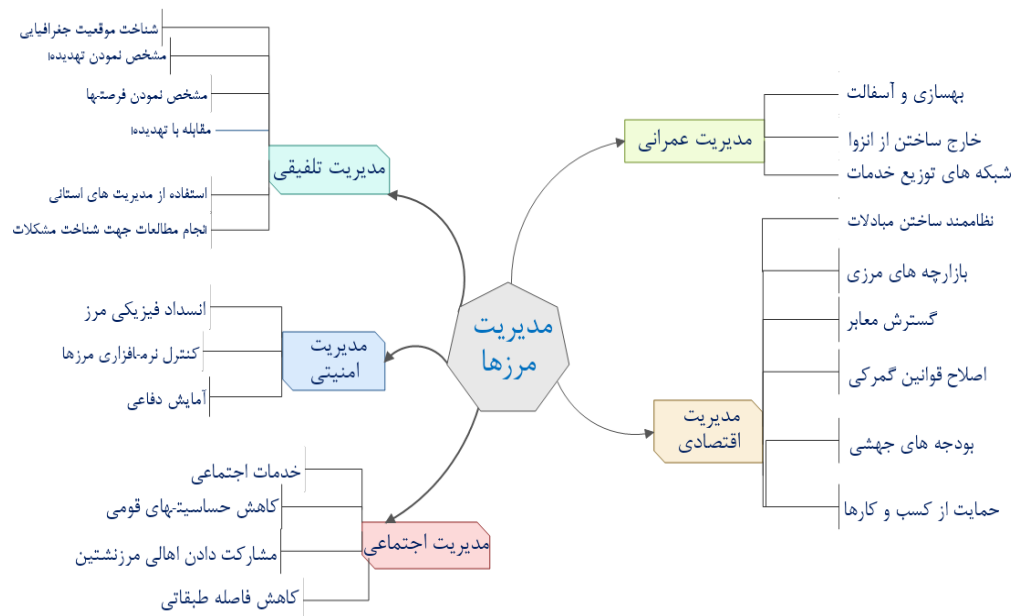 مدیریت
مرزها
مدیریت عمرانی
بهسازی و آسفالت
خارج ساختن از انزوا
شبکه های توزیع خدمات
مدیریت
اقتصادی
نظاممند ساختن مبادلات
بازارچه های مرزی
گسترش معابر
اصلاح قوانین گمرکی
بودجه های جهشی
حمایت از کسب و کارها
مدیریت تلفیقی
شناخت موقعیت جغرافیایی
مشخص نمودن تهدیدها
مشخص نمودن فرصتها
مقابله با تهدیدها
استفاده از مدیریت های استانی
انجام مطالعات جهت شناخت مشکلات
مدیریت
امنیتی
انسداد فیزیکی مرز
کنترل نرم-افزاری مرزها
آمایش دفاعی
مدیریت اجتماعی
خدمات اجتماعی
کاهش حساسیتهای قومی
مشارکت دادن اهالی مرزنشتین
کاهش فاصله طبقاتی